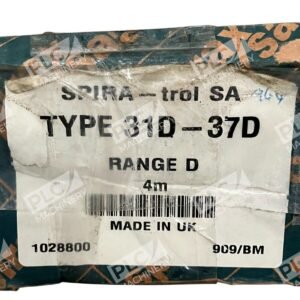 SPIRA-trol SA
TYPE 31D-37D
RANGE D
4m
MADE IN UK
1028800
909/BM